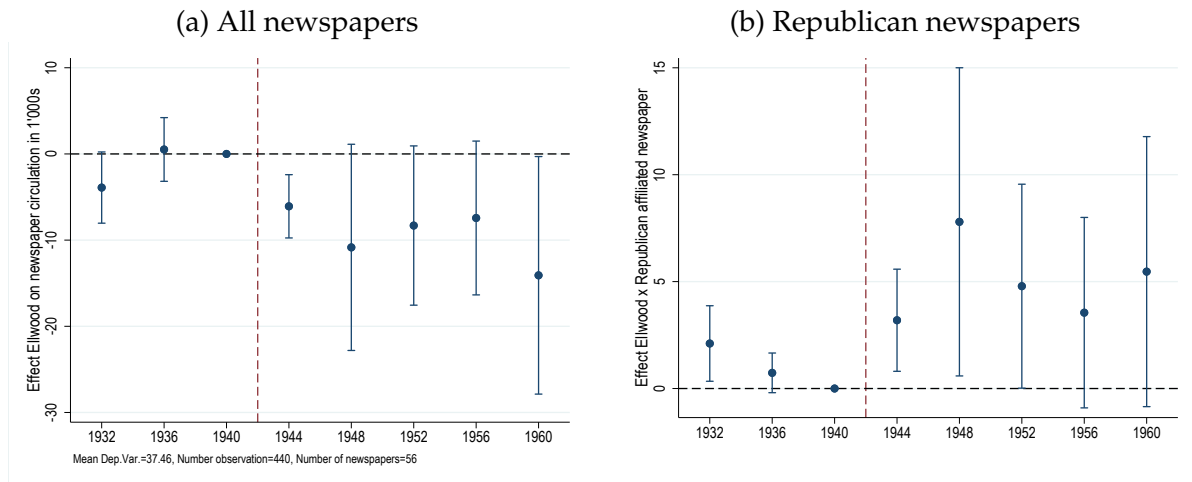 (a) All newspapers
Effect Ellwood on newspaper circulation in 1'000s
10
0
-10
-20
-30
1932 1936 1940 1944 1948 1952 1956 1960
Mean Dep.Var.=37.46, Number observation=440, Number of newspapers=56
(b) Republican newspapers
Effect Ellwood x Republican affiliated newspaper
15
10
5
0
1932 1936 1940 1944 1948 1952 1956 1960